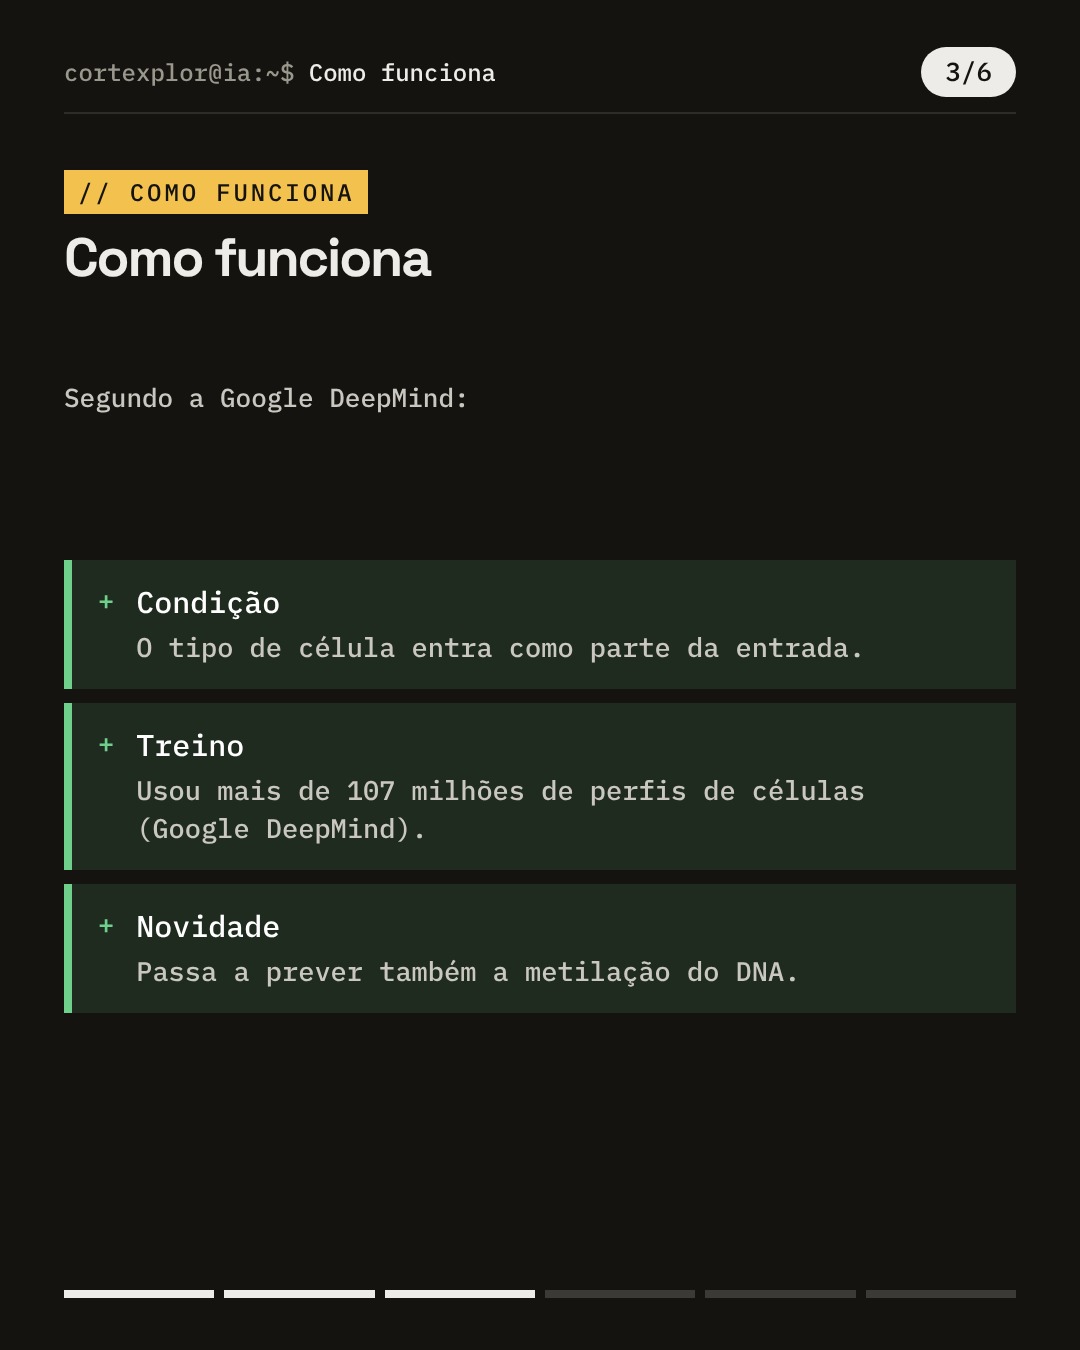 cortexplor@ia:~$ Como funciona
3/6
// COMO FUNCIONA
Como funciona
Segundo a Google DeepMind:
+ Condição
O tipo de célula entra como parte da entrada.
+ Treino
Usou mais de 107 milhões de perfis de células
(Google DeepMind).
+ Novidade
Passa a prever também a metilação do DNA.